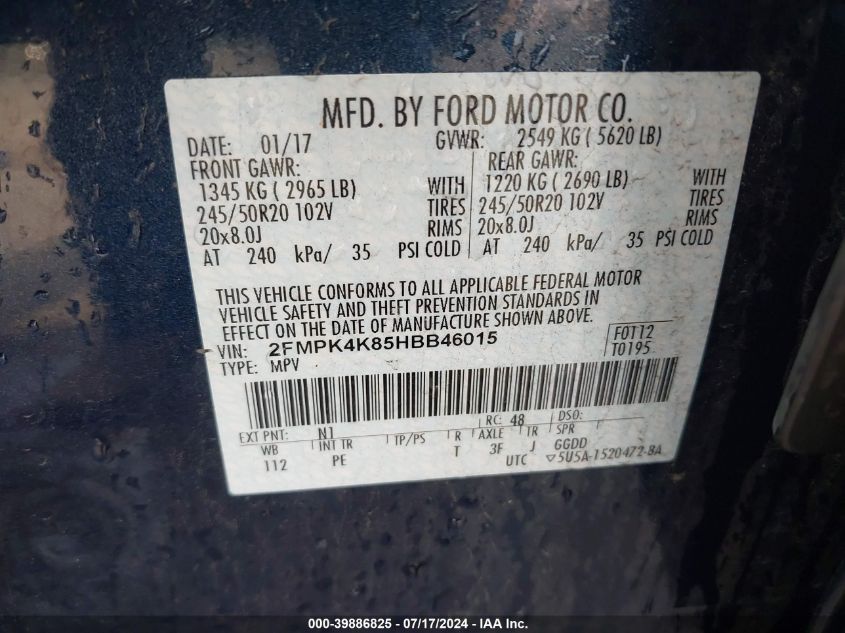 MFD. BY FORD MOTOR CO.
DATE: 01/17 GVWR: 2549 KG ( 5620 LB)
FRONT GAWR: REAR GAWR:
1345 KG ( 2965 LB) WITH 1220 KG ( 2690 LB) WITH
245/50R20 102V TIRES 245/50R20 102V TIRES
20x8.0J RIMS 20x8.0J RIMS
AT 240 kPa/ 35 PSI COLD AT 240 kPa/ 35 PSI COLD
THIS VEHICLE CONFORMS TO ALL APPLICABLE FEDERAL MOTOR
VEHICLE SAFETY AND THEFT PREVENTION STANDARDS IN
EFFECT ON THE DATE OF MANUFACTURE SHOWN ABOVE.
VIN: 2FMPK4K85HBB46015 F0T12
TYPE: MPV T0195
EXT PNT: N1 RC: 48 DSO:
WB INT TR TP/PS R AXLE TR SPR
112 PE T 3F J GGDD
UTC ▽5U5A-1520472-BA
000-39886825 - 07/17/2024 - IAA Inc.